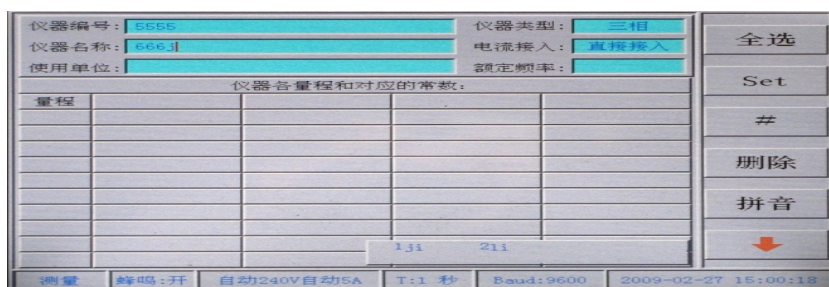 仪器编号: 5555 仪器类型: 三相
仪器名称: 666j 电流接入: 直接接入
使用单位: 额定频率:
仪器各量程和对应的常数:
量程
1ji 2li
测量 蜂鸣:开 自动240V自动5A T:1 秒 Baud:9600 2009-02-27 15:00:18
全选
Set
#
删除
拼音